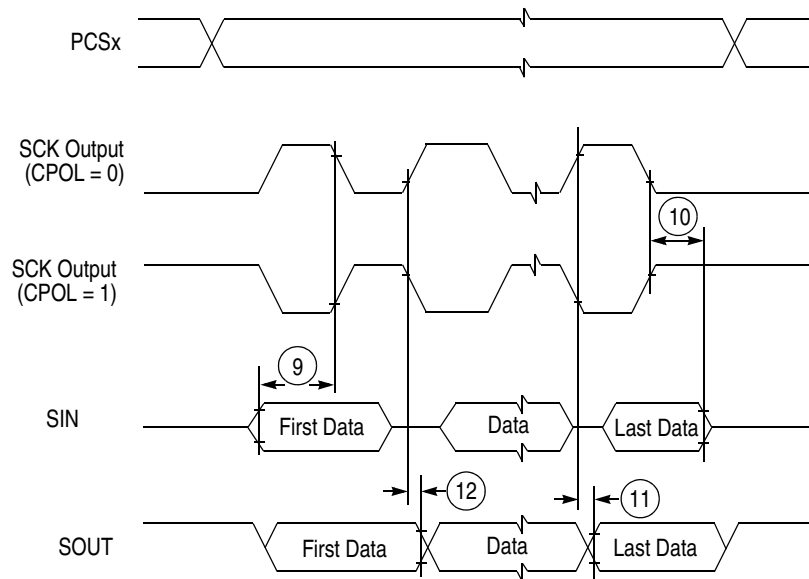 PCSx
SCK Output
(CPOL = 0)
10
SCK Output
(CPOL = 1)
9
SIN
First Data
Data
Last Data
12
11
SOUT
First Data
Data
Last Data